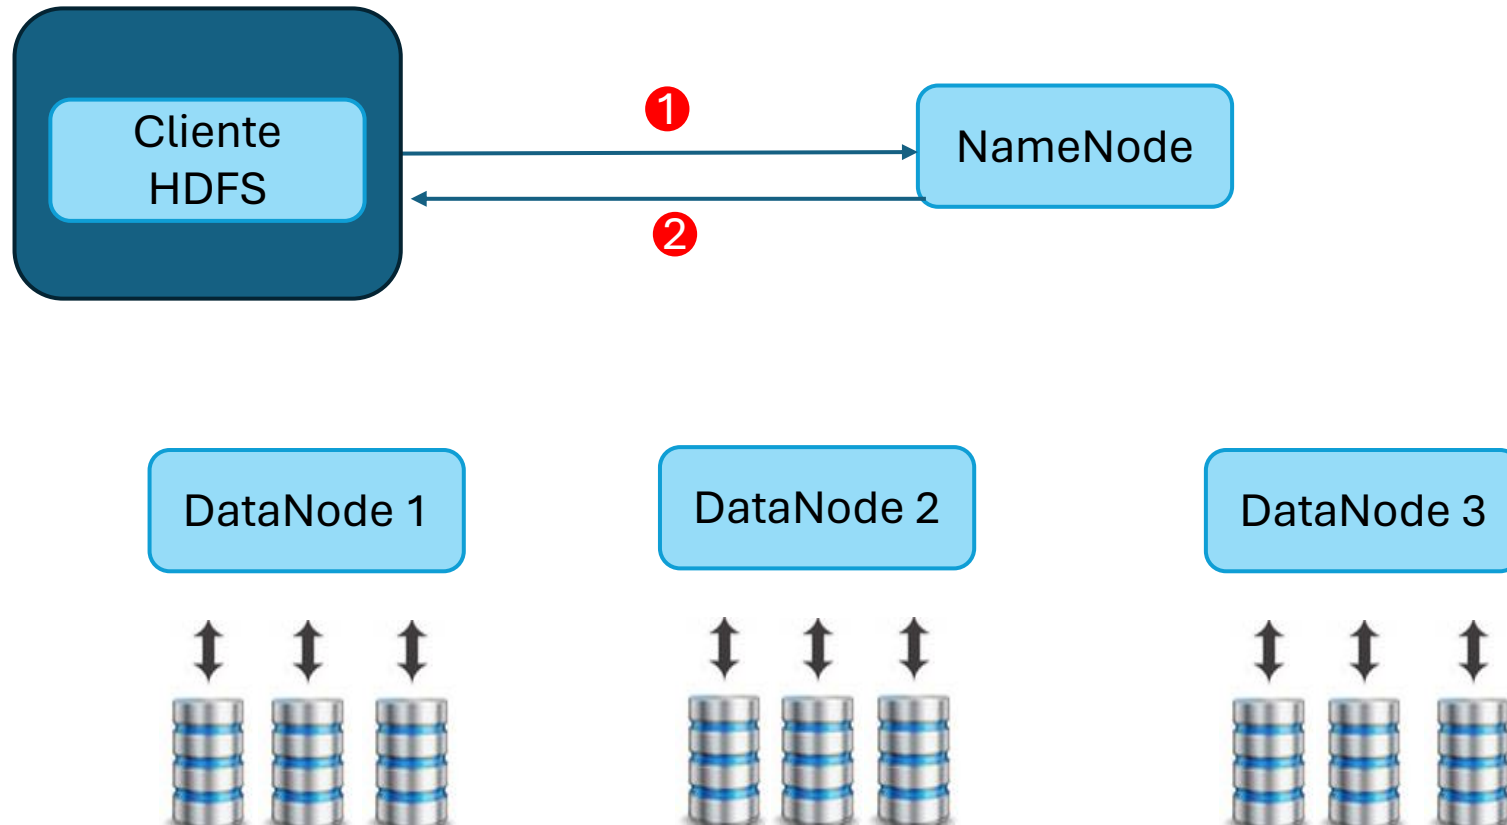 Cliente
HDFS
1
NameNode
2
DataNode 1
DataNode 2
DataNode 3